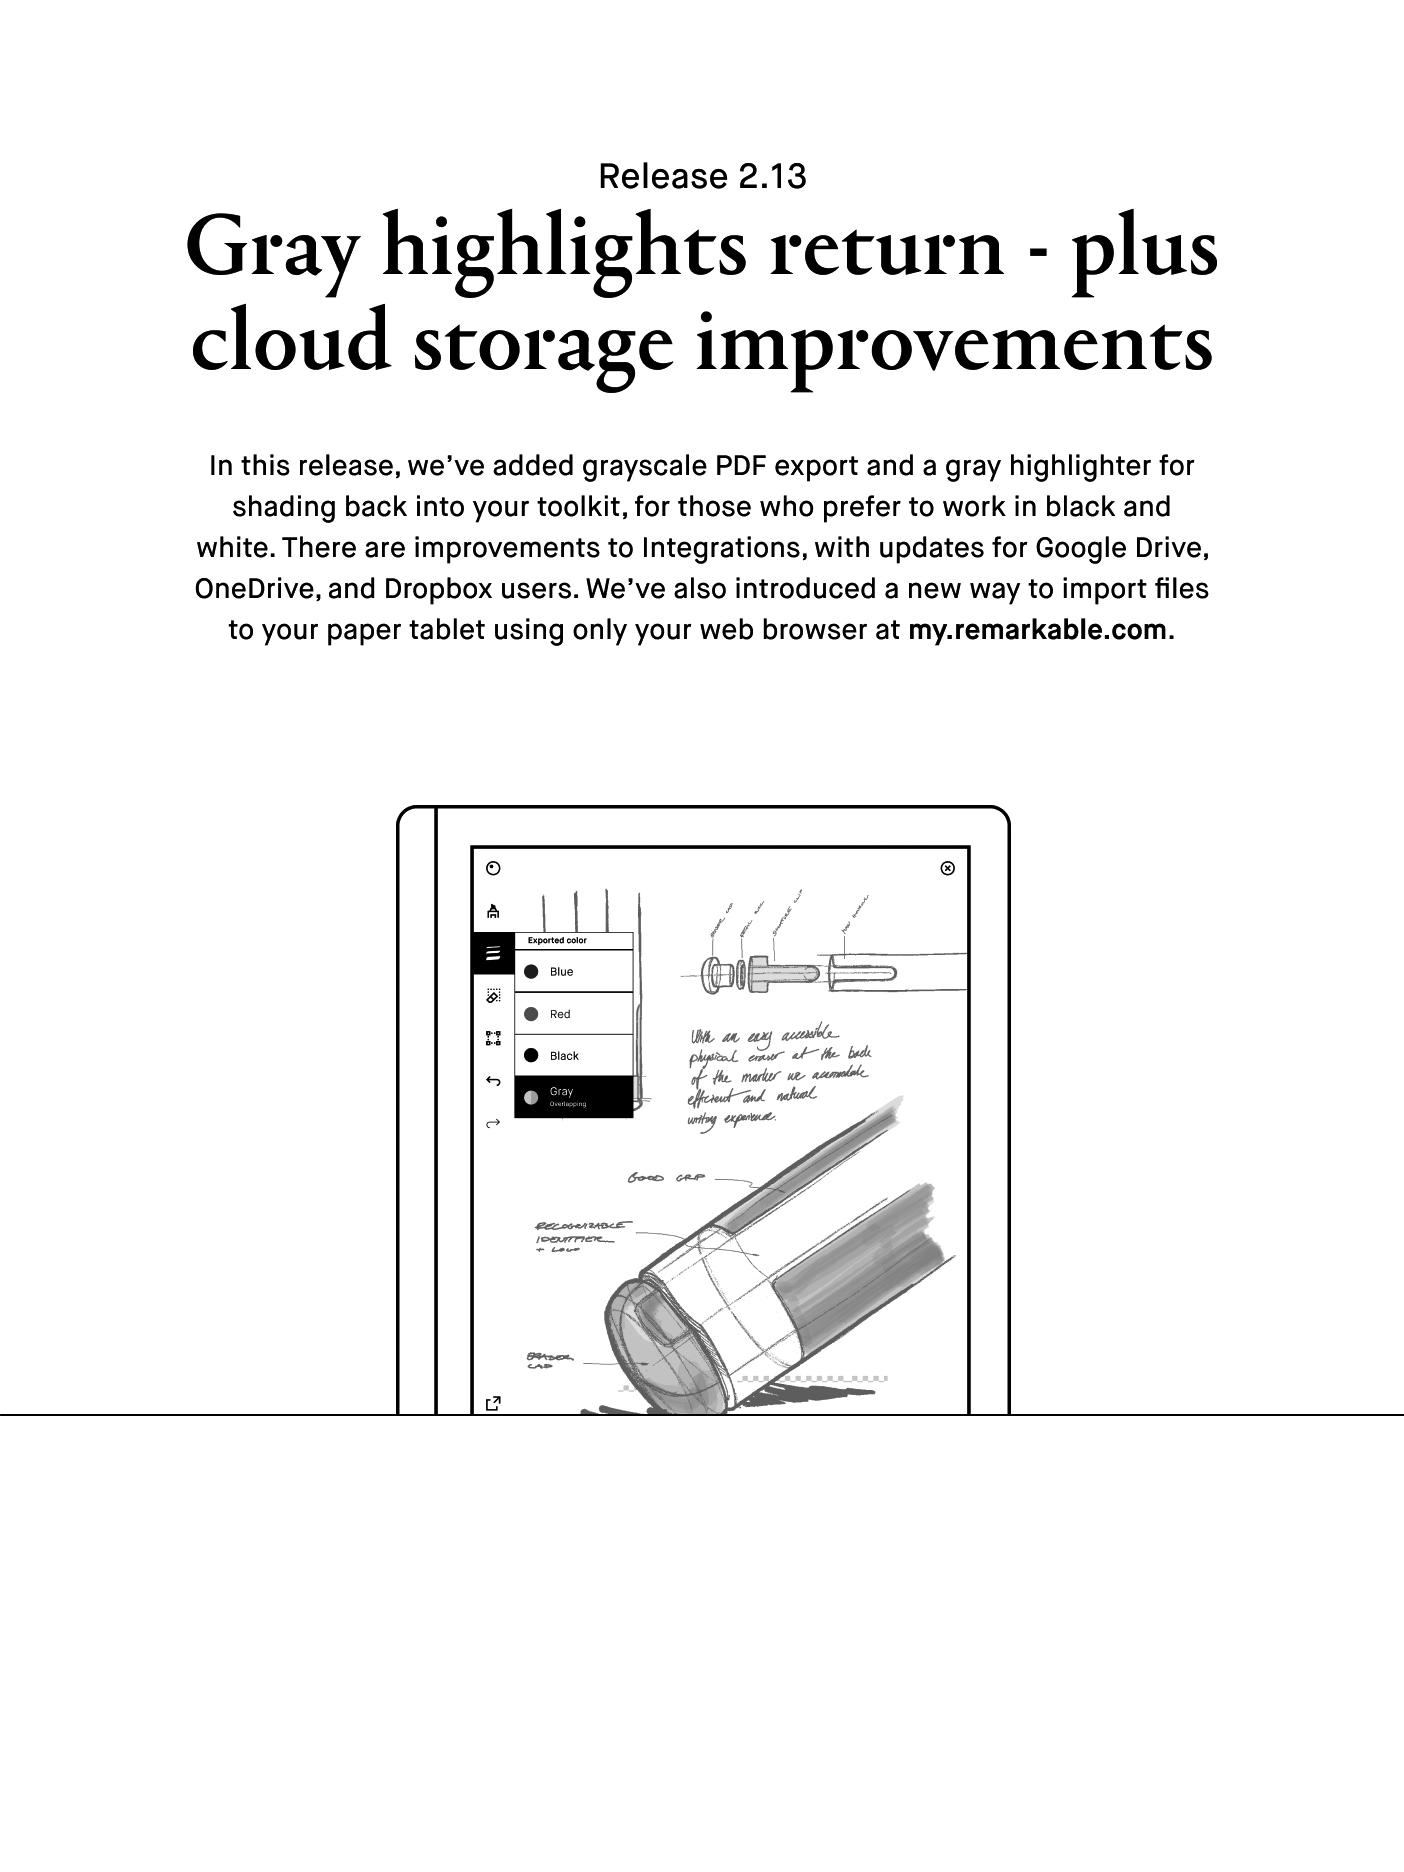 Release 2.13
Gray highlights return - plus
cloud storage improvements
In this release, we’ve added grayscale PDF export and a gray highlighter for
shading back into your toolkit, for those who prefer to work in black and
white. There are improvements to Integrations, with updates for Google Drive,
OneDrive, and Dropbox users. We’ve also introduced a new way to import files
to your paper tablet using only your web browser at my.remarkable.com.
Exported color
Blue
Red
Black
Gray
Overlapping
With an easy accessible
physical eraser at the back
of the marker we accomodate
efficient and natural
writing experience.
GOOD GRIP
RECOGNIZABLE
IDENTIFIER
+ LOGO
ERASER
CAP